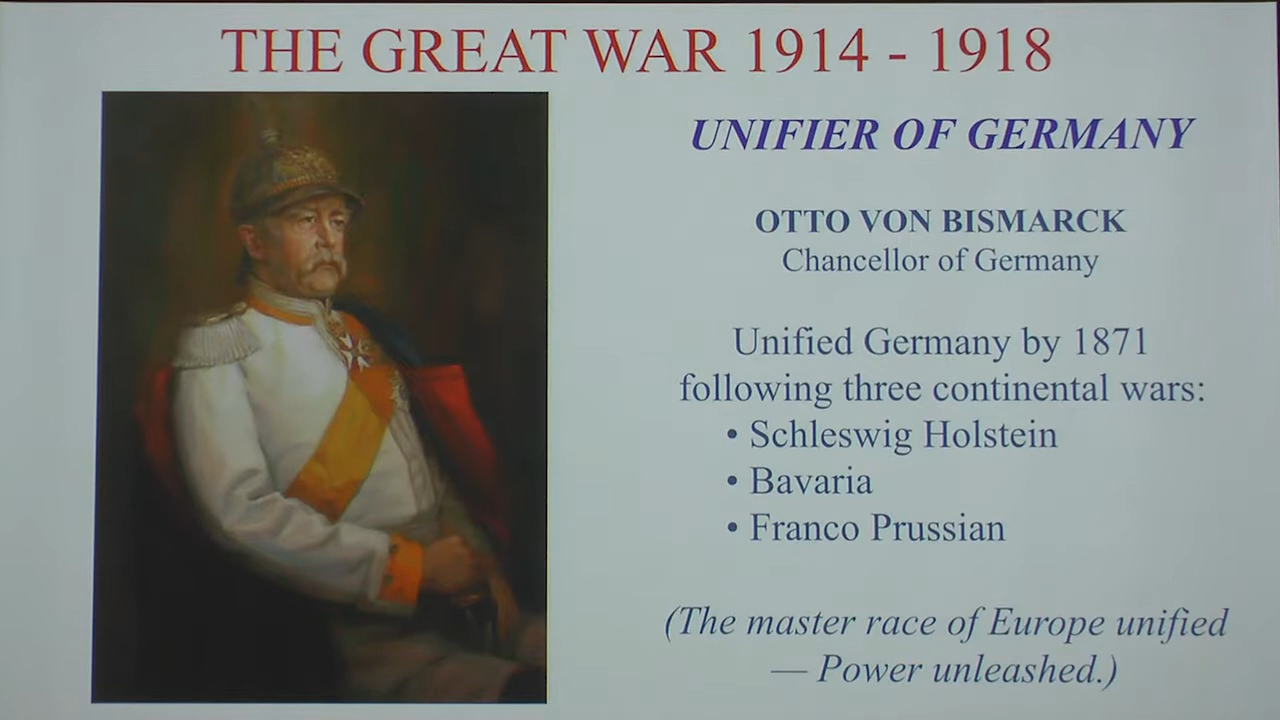 THE GREAT WAR 1914 - 1918
UNIFIER OF GERMANY
OTTO VON BISMARCK
Chancellor of Germany
Unified Germany by 1871
following three continental wars:
• Schleswig Holstein
• Bavaria
• Franco Prussian
(The master race of Europe unified
— Power unleashed.)